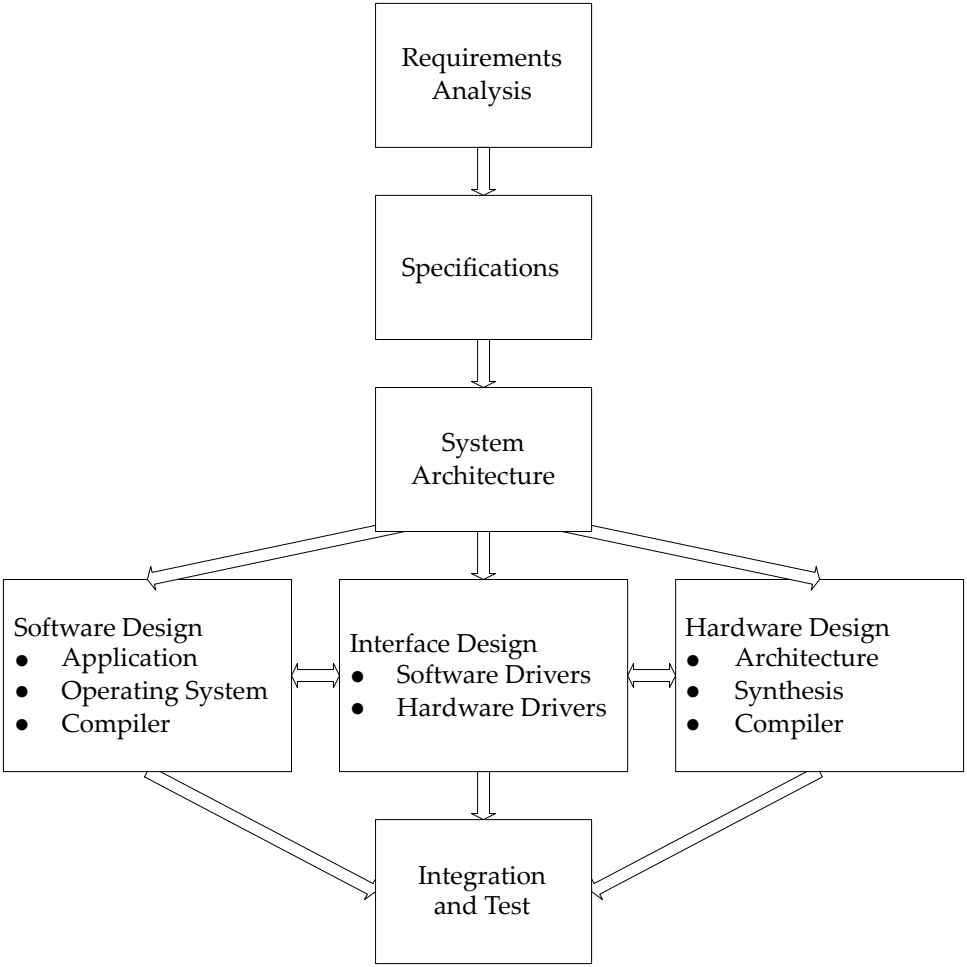 Requirements
Analysis
Specifications
System
Architecture
Software Design
● Application
● Operating System
● Compiler
Interface Design
● Software Drivers
● Hardware Drivers
Hardware Design
● Architecture
● Synthesis
● Compiler
Integration
and Test